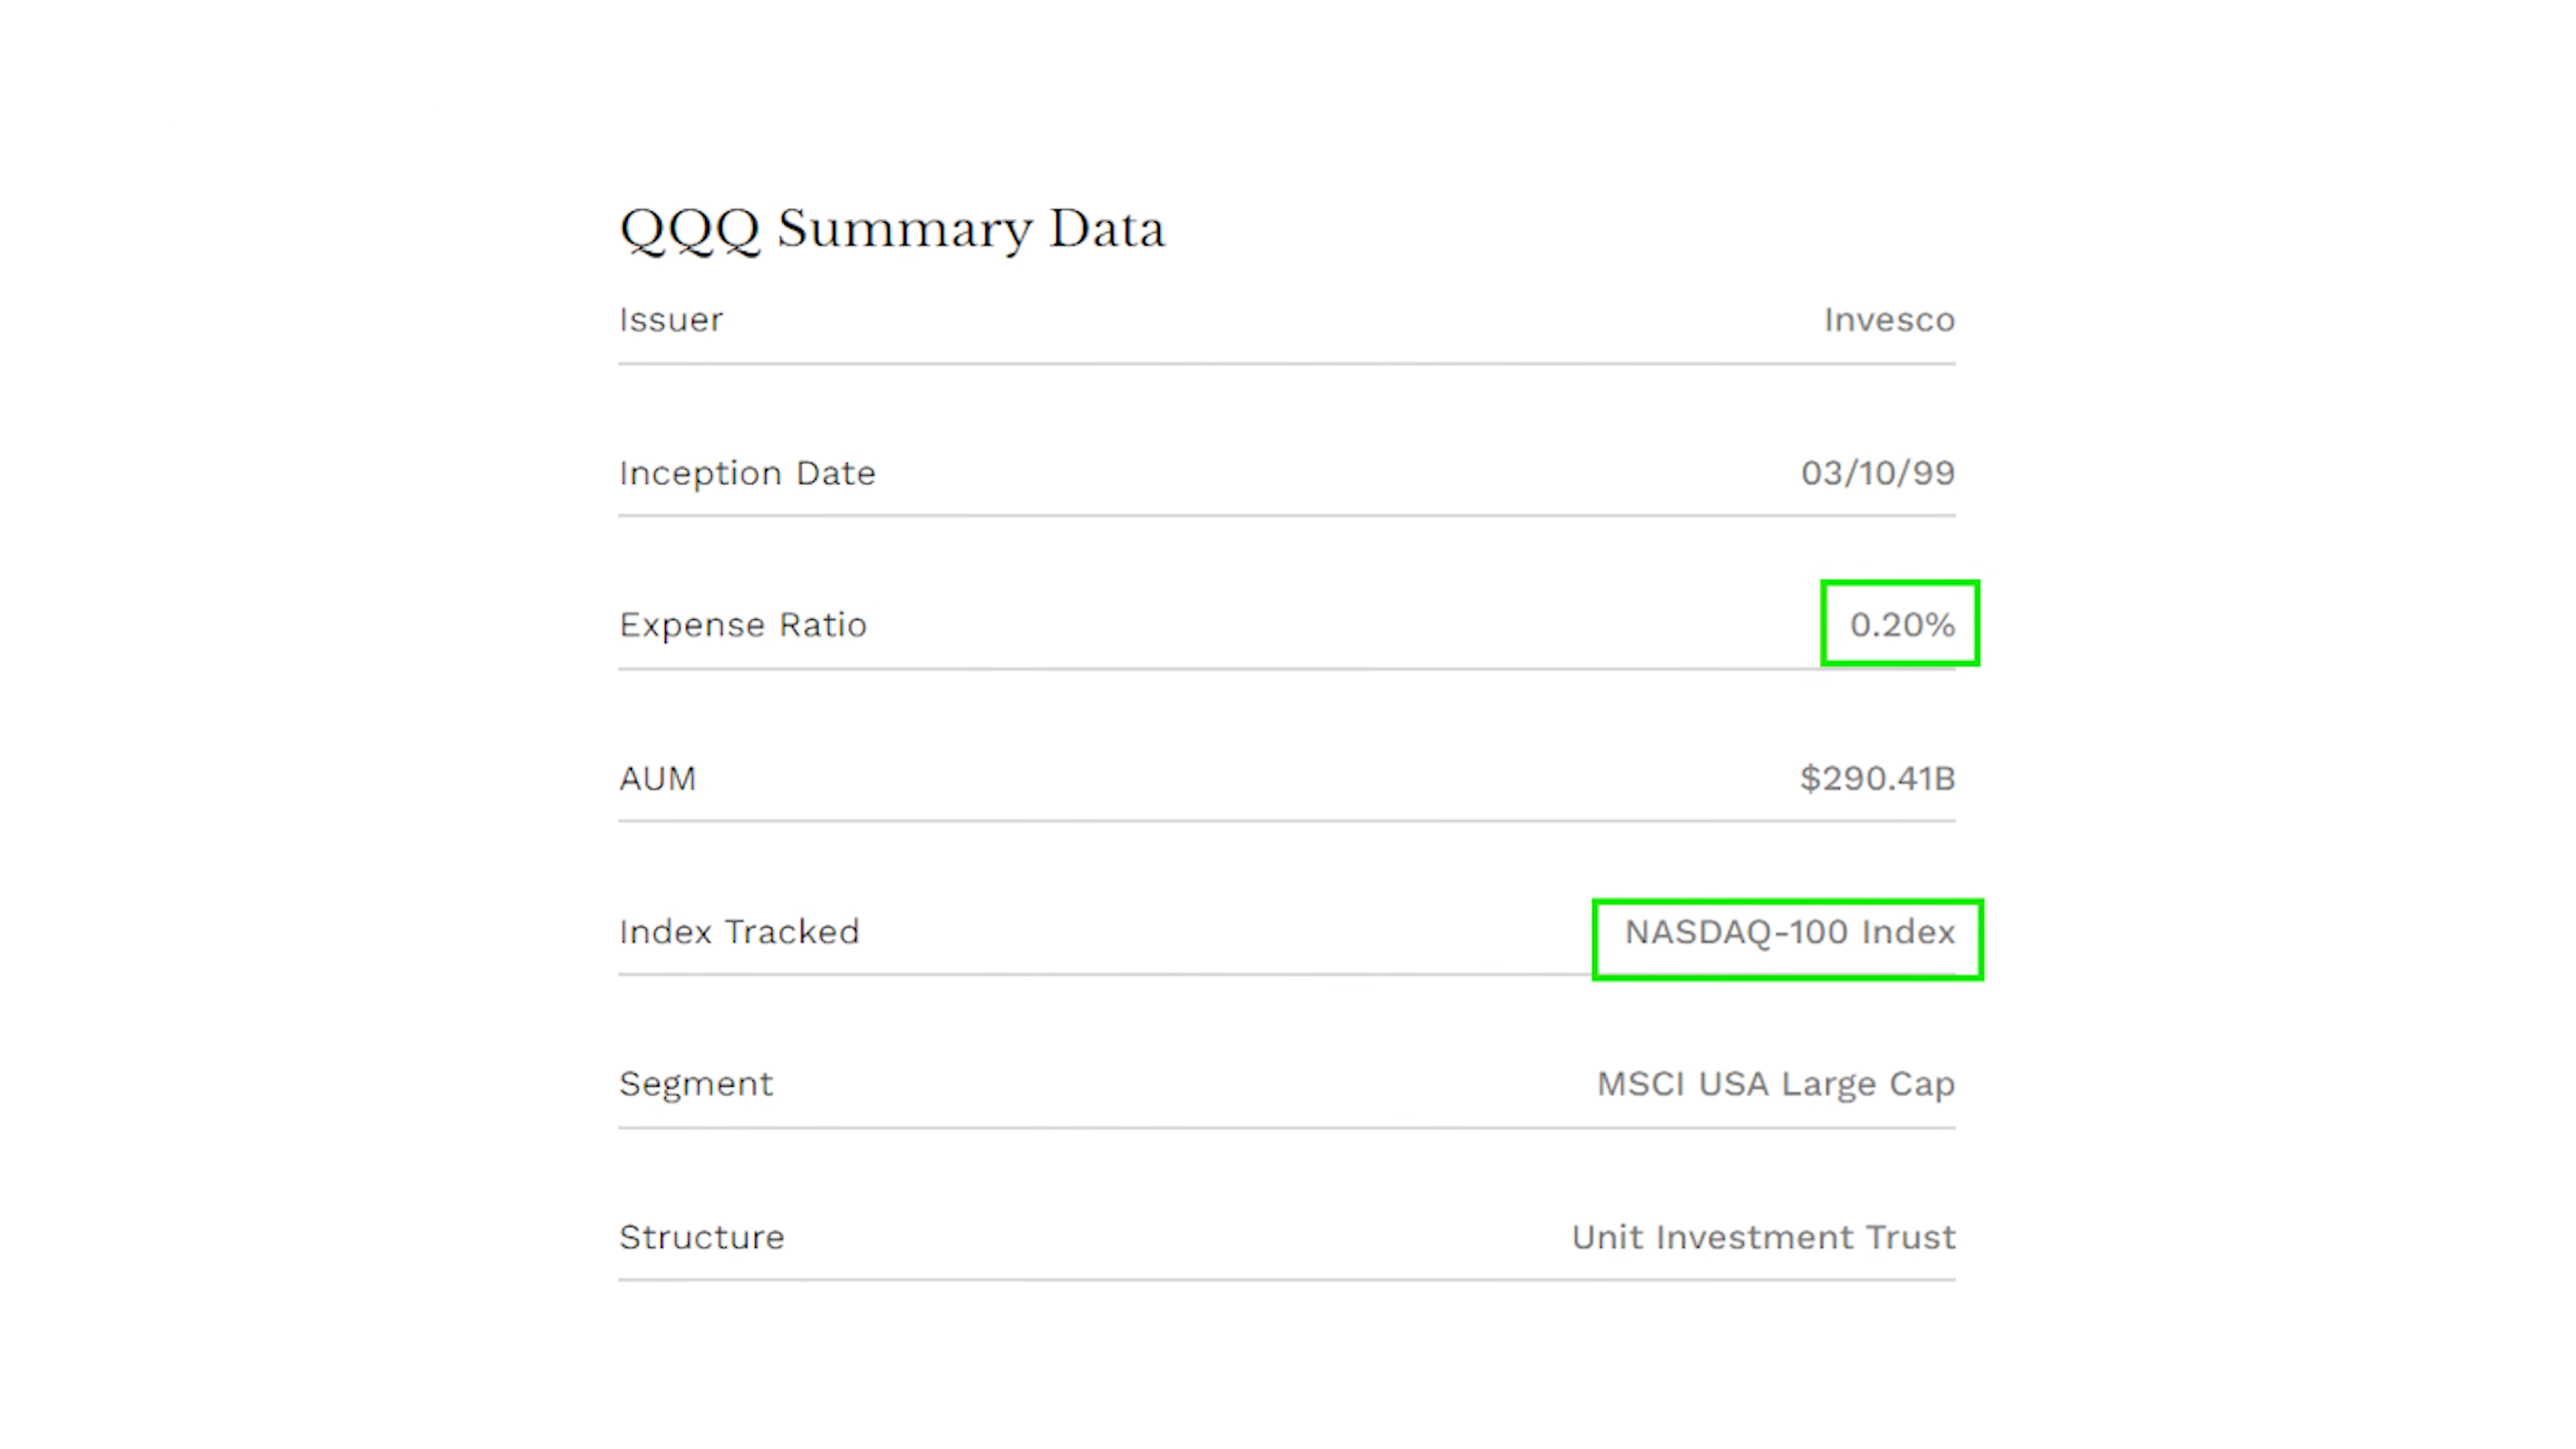 QQQ Summary Data
Issuer Invesco
Inception Date 03/10/99
Expense Ratio 0.20%
AUM $290.41B
Index Tracked NASDAQ-100 Index
Segment MSCI USA Large Cap
Structure Unit Investment Trust